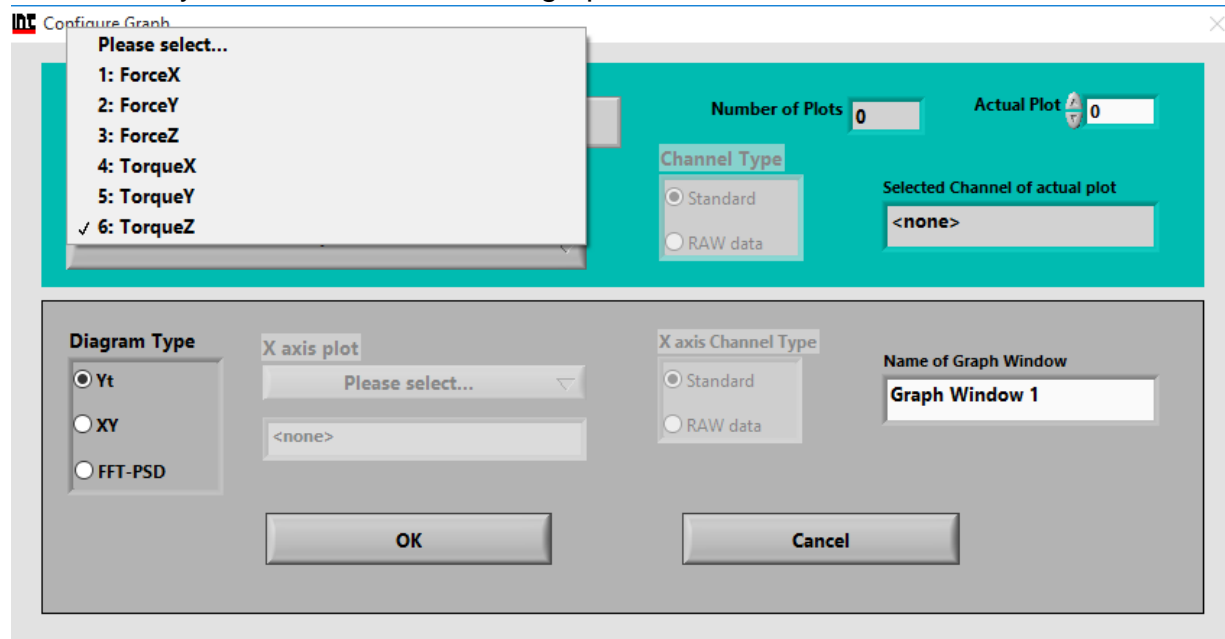 Configure Graph
Please select...
1: ForceX
2: ForceY
3: ForceZ
4: TorqueX
5: TorqueY
✓ 6: TorqueZ
Number of Plots 0
Actual Plot 0
Channel Type
Standard
RAW data
Selected Channel of actual plot
<none>
Diagram Type
Yt
XY
FFT-PSD
X axis plot
Please select...
<none>
X axis Channel Type
Standard
RAW data
Name of Graph Window
Graph Window 1
OK
Cancel